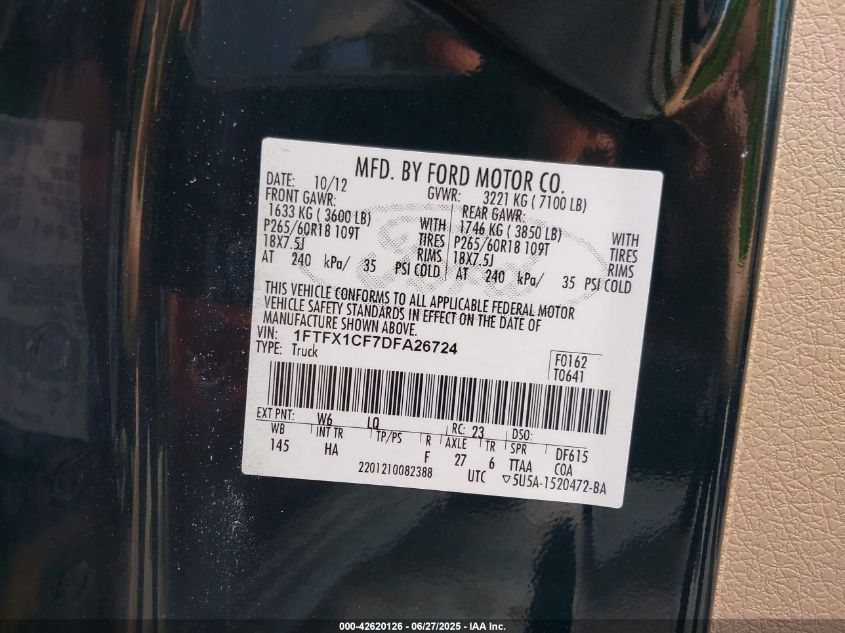 MFD. BY FORD MOTOR CO.
DATE: 10/12 GVWR: 3221 KG ( 7100 LB)
FRONT GAWR: REAR GAWR:
1633 KG ( 3600 LB) WITH 1746 KG ( 3850 LB) WITH
P265/60R18 109T TIRES P265/60R18 109T TIRES
18X7.5J RIMS 18X7.5J RIMS
AT 240 kPa/ 35 PSI COLD AT 240 kPa/ 35 PSI COLD
THIS VEHICLE CONFORMS TO ALL APPLICABLE FEDERAL MOTOR
VEHICLE SAFETY STANDARDS IN EFFECT ON THE DATE OF
MANUFACTURE SHOWN ABOVE.
VIN: 1FTFX1CF7DFA26724
TYPE: Truck
F0162
T0641
EXT PNT: W6 LQ RC: 23 DSO:
WB INT TR TP/PS R AXLE TR SPR DF615
145 HA F 27 6 TTAA COA
2201210082388 UTC ▽5U5A-1520472-BA
000-42620126 - 06/27/2025 - IAA Inc.